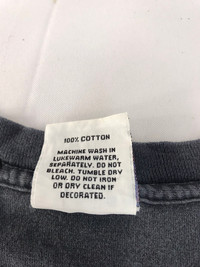 100% COTTON
MACHINE WASH IN
LUKEWARM WATER,
SEPARATELY. DO NOT
BLEACH. TUMBLE DRY
LOW. DO NOT IRON
OR DRY CLEAN IF
DECORATED.